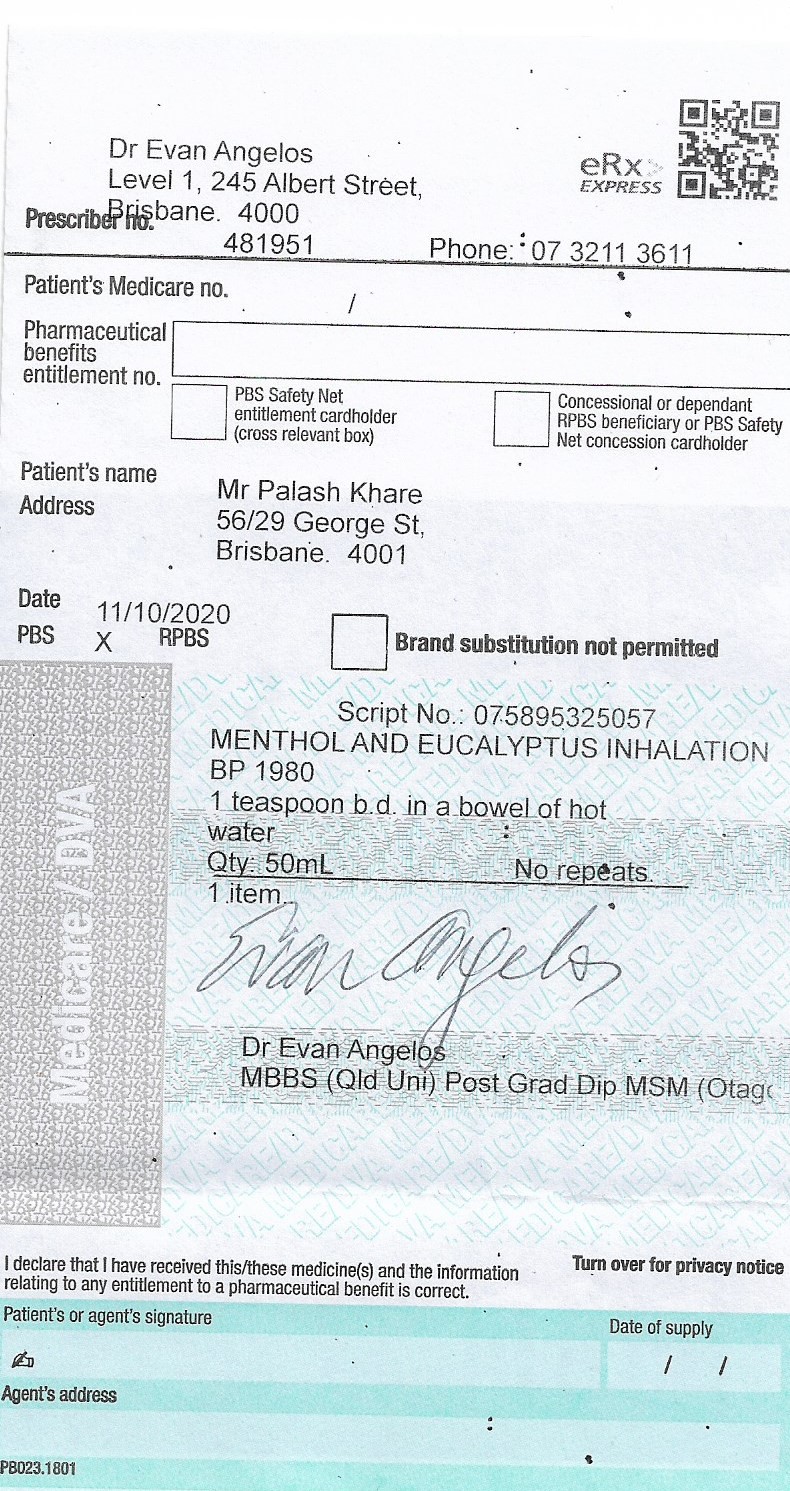 Dr Evan Angelos
Level 1, 245 Albert Street,
Brisbane. 4000
eRx
EXPRESS
Prescriber no.
481951 Phone: 07 3211 3611
Patient's Medicare no. /
Pharmaceutical
benefits
entitlement no.
PBS Safety Net
entitlement cardholder
(cross relevant box)
Concessional or dependant
RPBS beneficiary or PBS Safety
Net concession cardholder
Patient's name
Address
Mr Palash Khare
56/29 George St,
Brisbane. 4001
Date 11/10/2020
PBS X RPBS
Brand substitution not permitted
Medicare / DVA
Script No.: 075895325057
MENTHOL AND EUCALYPTUS INHALATION
BP 1980
1 teaspoon b.d. in a bowel of hot
water
Qty: 50mL No repeats.
1 item.
Evan Angelos
Dr Evan Angelos
MBBS (Qld Uni) Post Grad Dip MSM (Otago
I declare that I have received this/these medicine(s) and the information
relating to any entitlement to a pharmaceutical benefit is correct.
Turn over for privacy notice
Patient's or agent's signature
Date of supply
/ /
Agent's address
PB023.1801